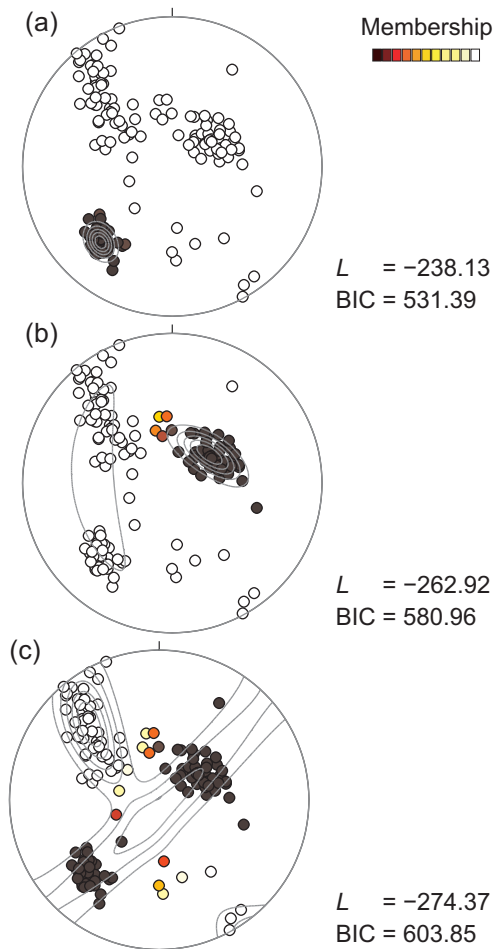 (a)
Membership
L = −238.13
BIC = 531.39
(b)
L = −262.92
BIC = 580.96
(c)
L = −274.37
BIC = 603.85